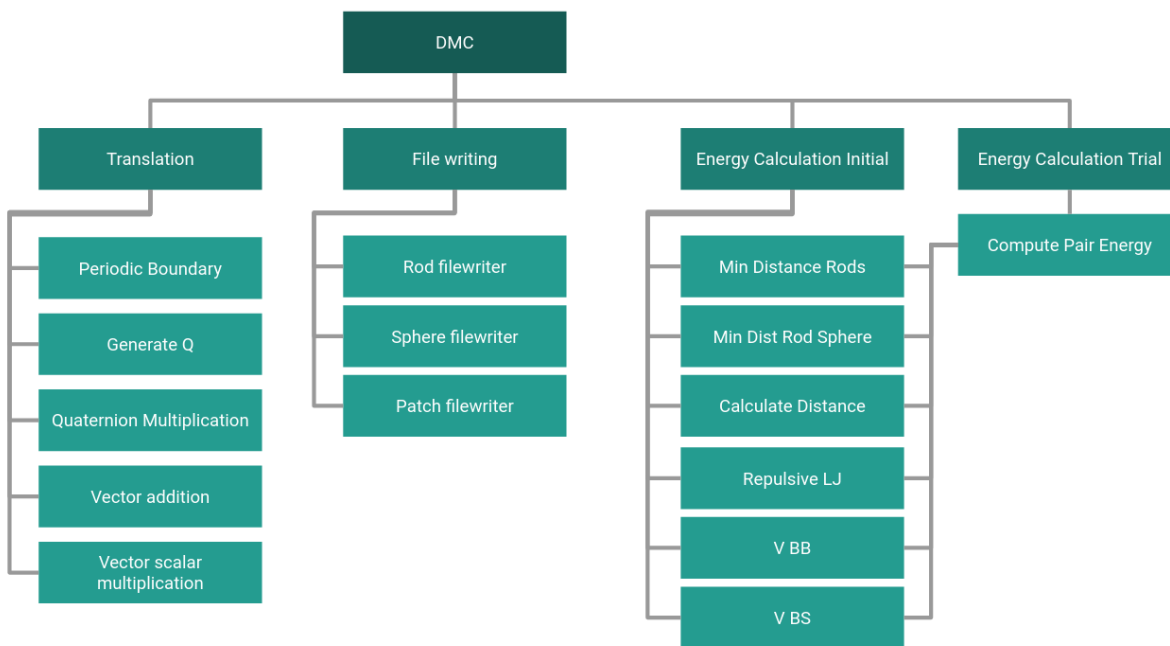 DMC
Translation
File writing
Energy Calculation Initial
Energy Calculation Trial
Periodic Boundary
Generate Q
Quaternion Multiplication
Vector addition
Vector scalar
multiplication
Rod filewriter
Sphere filewriter
Patch filewriter
Min Distance Rods
Min Dist Rod Sphere
Calculate Distance
Repulsive LJ
V BB
V BS
Compute Pair Energy